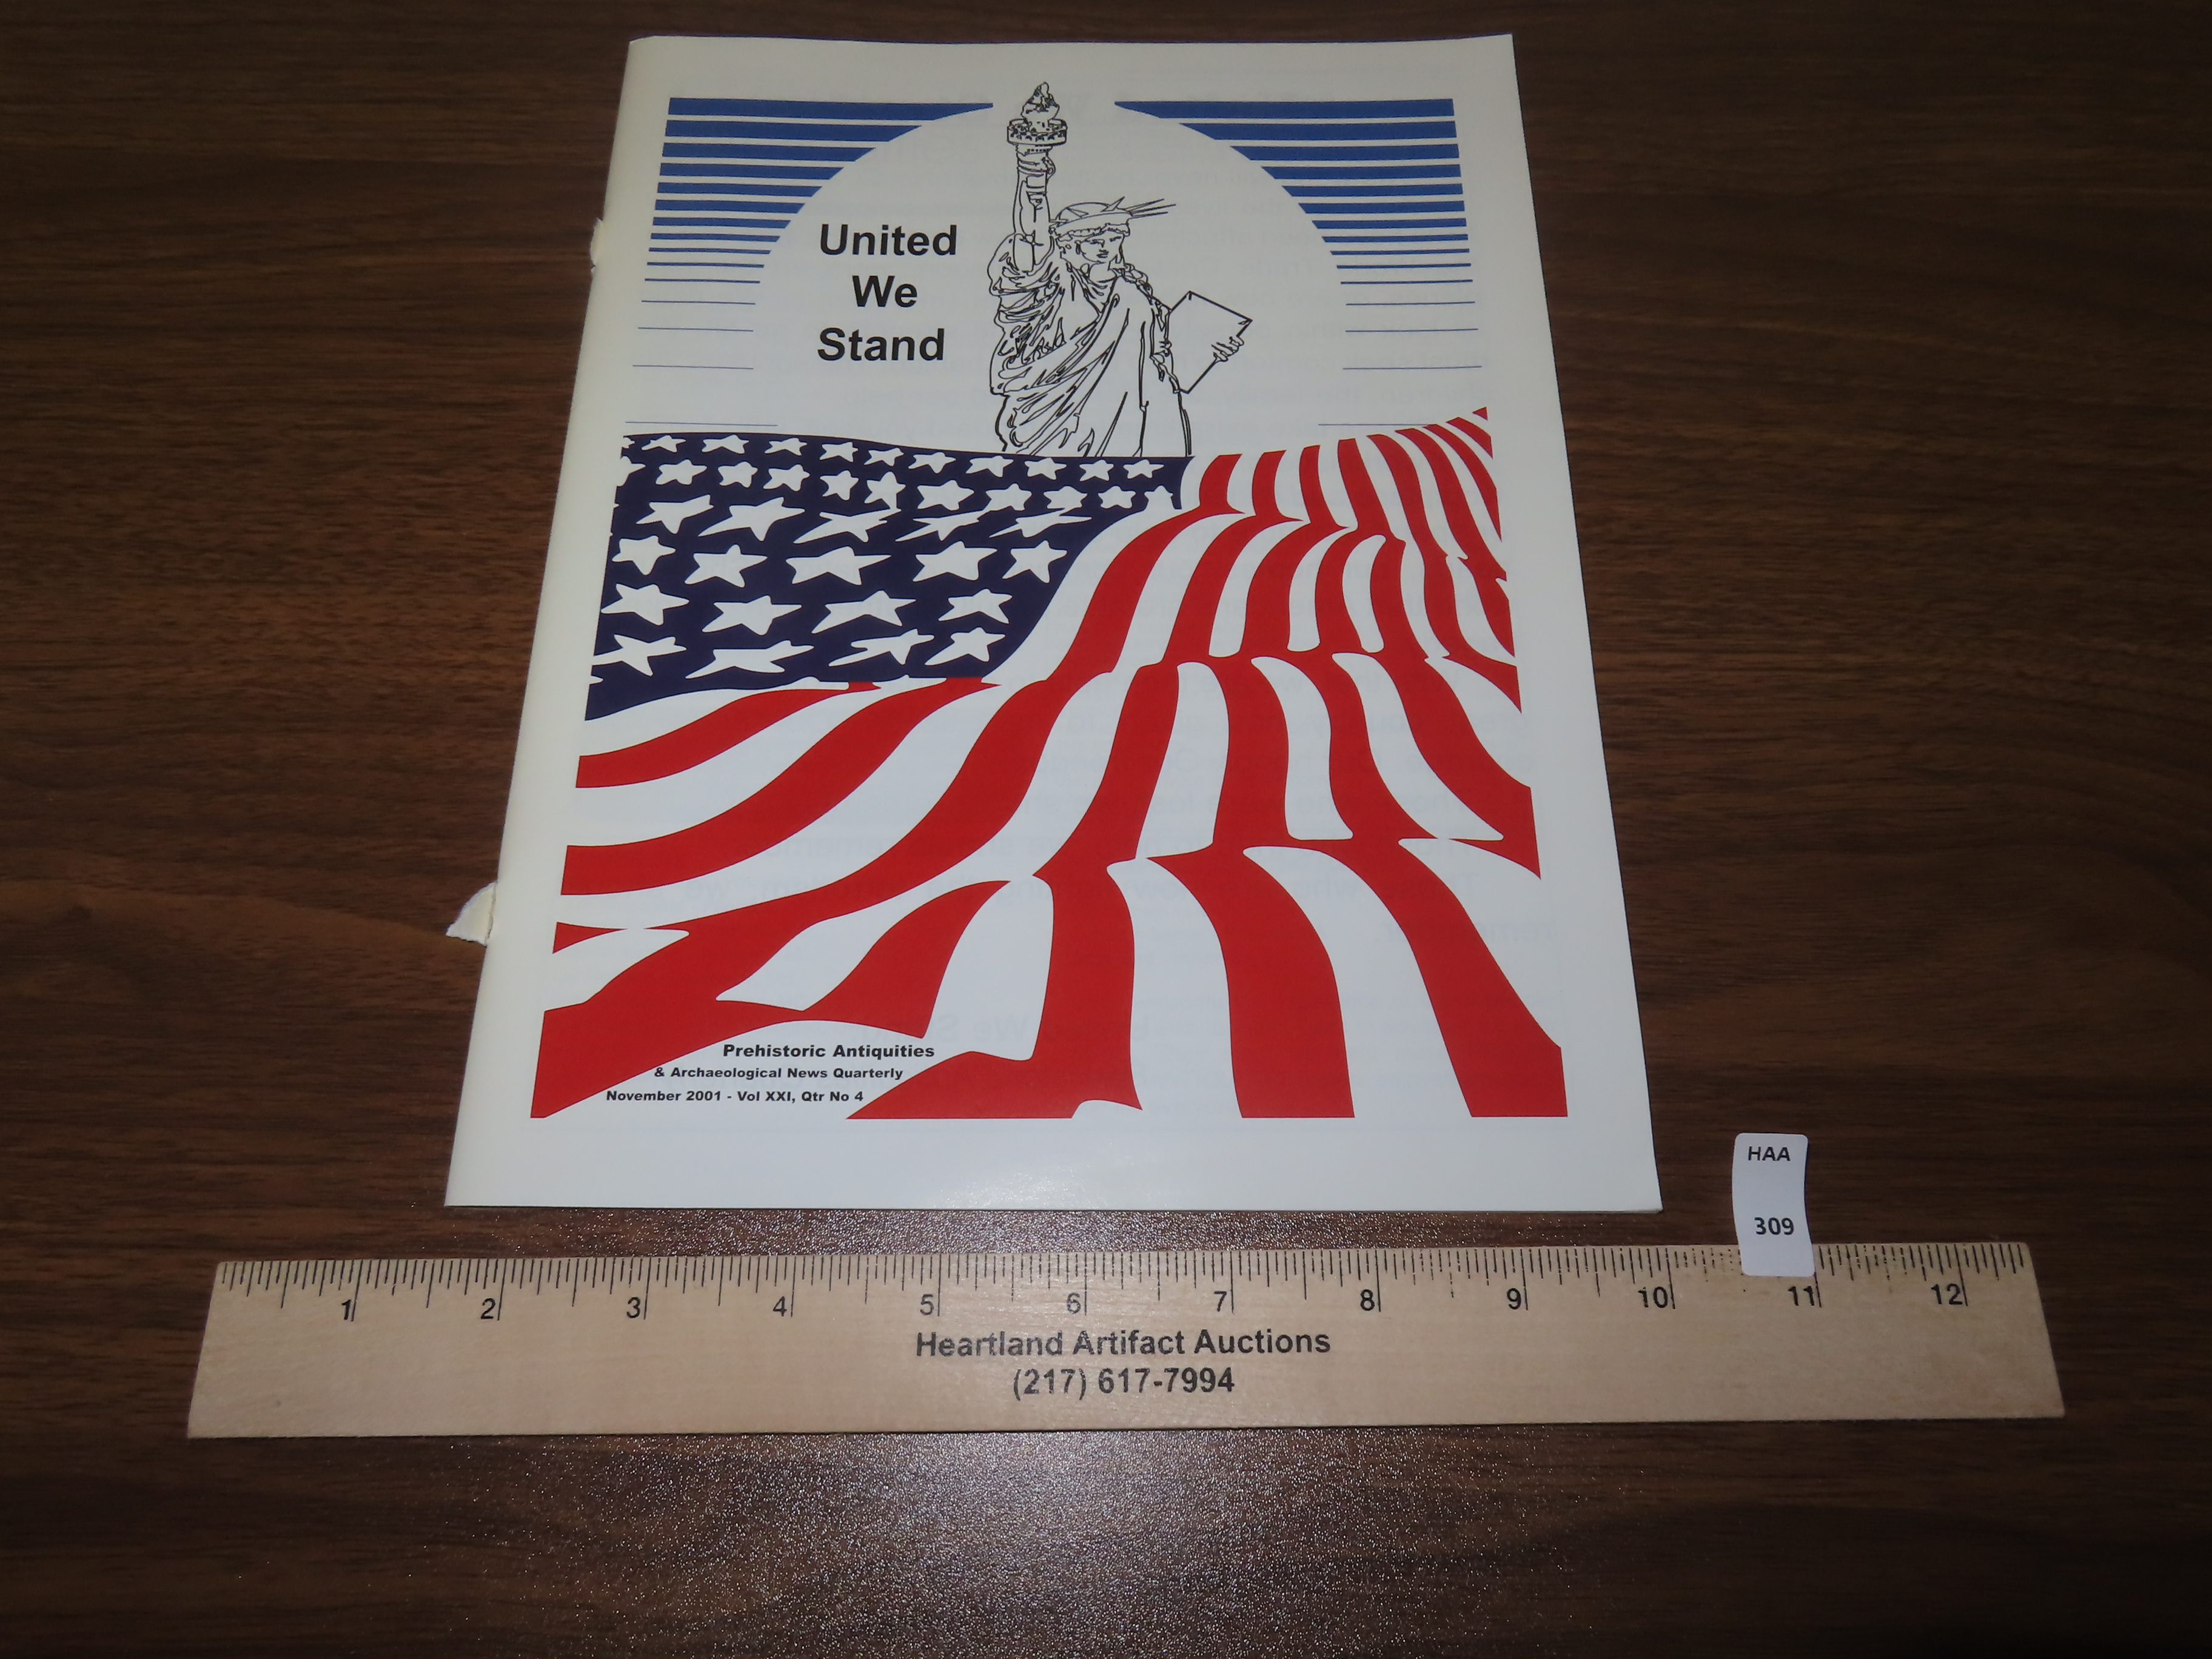 United
We
Stand
Prehistoric Antiquities
& Archaeological News Quarterly
November 2001 - Vol XXI, Qtr No 4
HAA
309
1 2 3 4 5 6 7 8 9 10 11 12
Heartland Artifact Auctions
(217) 617-7994